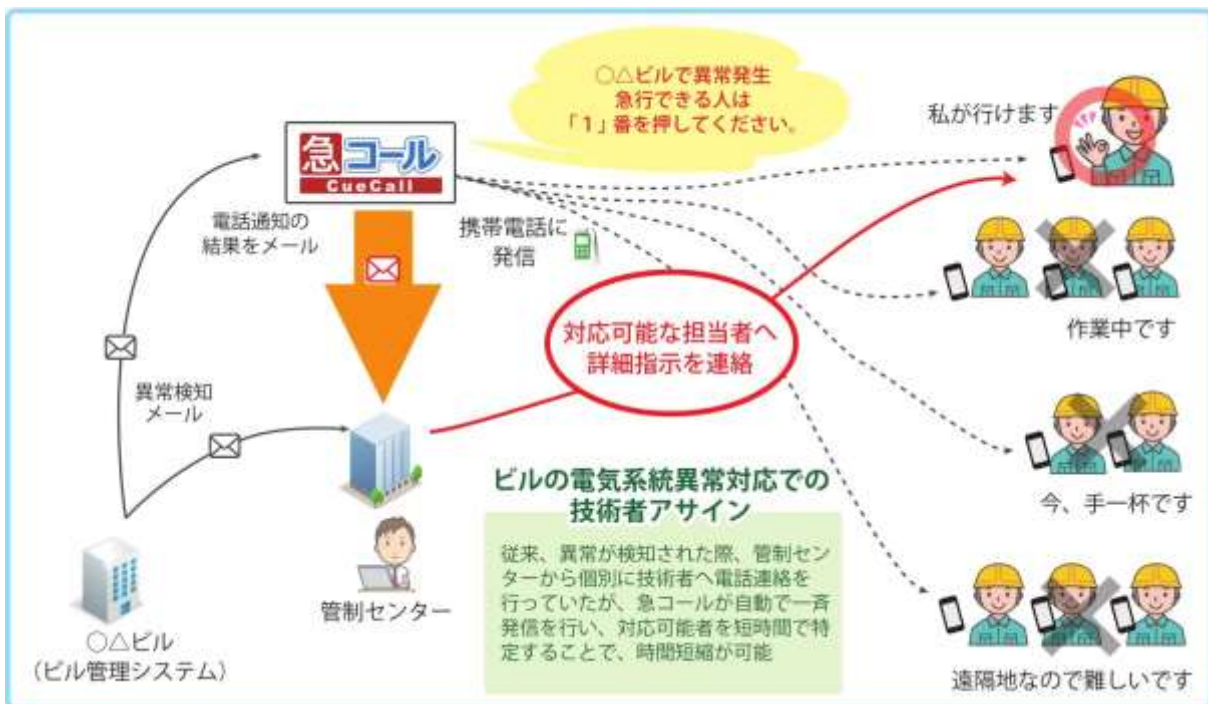 ○△ビルで異常発生
急行できる人は
「1」番を押してください。
私が行けます
急コール
CueCall
電話通知の
結果をメール
携帯電話に
発信
作業中です
対応可能な担当者へ
詳細指示を連絡
異常検知
メール
今、手一杯です
ビルの電気系統異常対応での
技術者アサイン
従来、異常が検知された際、管制セン
ターから個別に技術者へ電話連絡を
行っていたが、急コールが自動で一斉
発信を行い、対応可能者を短時間で特
定することで、時間短縮が可能
管制センター
○△ビル
(ビル管理システム)
遠隔地なので難しいです